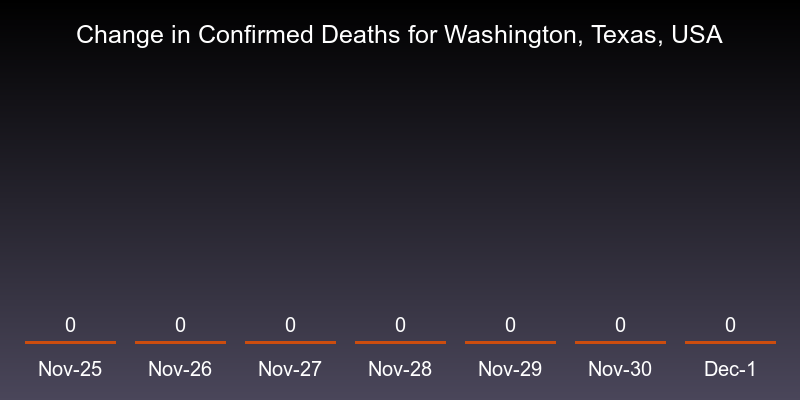 Change in Confirmed Deaths for Washington, Texas, USA
0 0 0 0 0 0 0
Nov-25 Nov-26 Nov-27 Nov-28 Nov-29 Nov-30 Dec-1